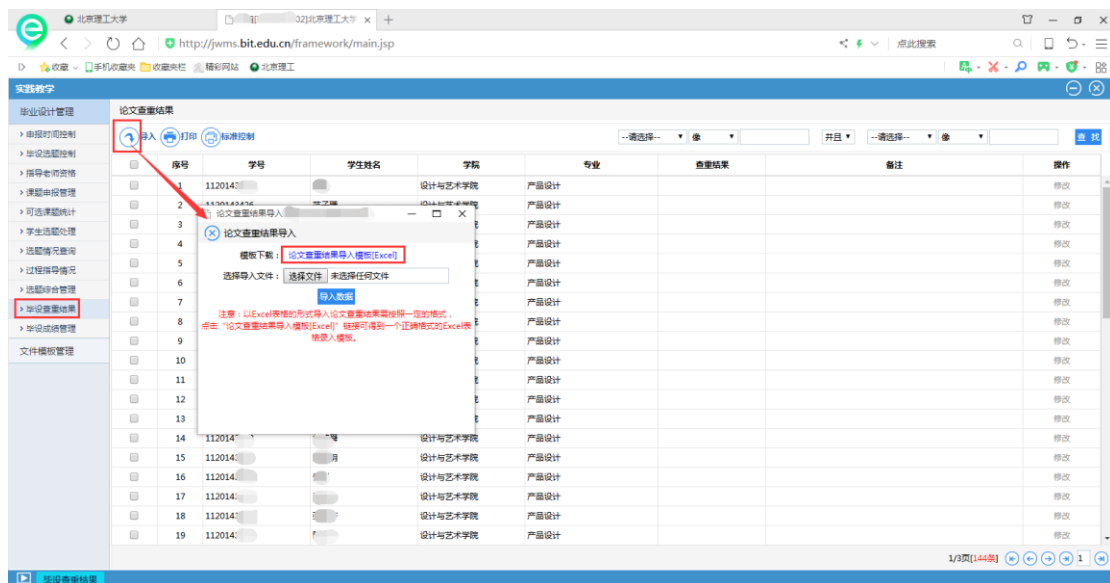 北京理工大学
02]北京理工大学
http://jwms.bit.edu.cn/framework/main.jsp
点此搜索
收藏 手机收藏夹 收藏夹栏 精彩网站 北京理工
实践教学
毕业设计管理
申报时间控制
毕设选题控制
指导老师资格
课题申报管理
可选课题统计
学生选题处理
选题情况查询
过程指导情况
选题综合管理
毕设查重结果
毕设成绩管理
文件模板管理
论文查重结果
导入 打印 标准控制
--请选择-- 像 并且 --请选择-- 像 查 找
序号 学号 学生姓名 学院 专业 查重结果 备注 操作
1 112014 设计与艺术学院 产品设计 修改
2 产品设计 修改
3 产品设计 修改
4 产品设计 修改
5 产品设计 修改
6 产品设计 修改
7 产品设计 修改
8 产品设计 修改
9 产品设计 修改
10 产品设计 修改
11 产品设计 修改
12 产品设计 修改
13 产品设计 修改
14 112014 设计与艺术学院 产品设计 修改
15 112014 设计与艺术学院 产品设计 修改
16 112014 设计与艺术学院 产品设计 修改
17 112014 设计与艺术学院 产品设计 修改
18 112014 设计与艺术学院 产品设计 修改
19 112014 设计与艺术学院 产品设计 修改
论文查重结果导入
论文查重结果导入
模板下载： 论文查重结果导入模板[Excel]
选择导入文件： 选择文件 未选择任何文件
导入数据
注意：以Excel表格的形式导入论文查重结果需按照一定的格式，
点击“论文查重结果导入模板[Excel]”链接可得到一个正确格式的Excel表
格录入模板。
1/3页[144条] 1
毕设查重结果